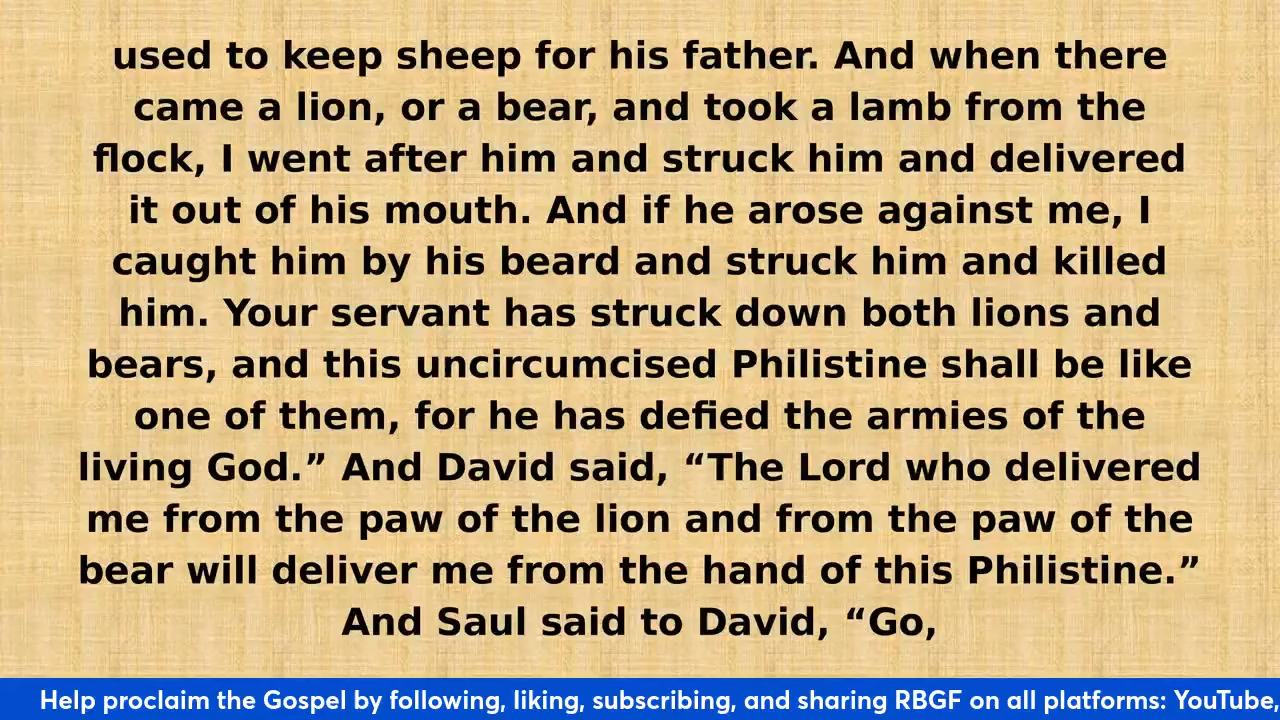 used to keep sheep for his father. And when there
came a lion, or a bear, and took a lamb from the
flock, I went after him and struck him and delivered
it out of his mouth. And if he arose against me, I
caught him by his beard and struck him and killed
him. Your servant has struck down both lions and
bears, and this uncircumcised Philistine shall be like
one of them, for he has defied the armies of the
living God.” And David said, “The Lord who delivered
me from the paw of the lion and from the paw of the
bear will deliver me from the hand of this Philistine.”
And Saul said to David, “Go,
Help proclaim the Gospel by following, liking, subscribing, and sharing RBGF on all platforms: YouTube,